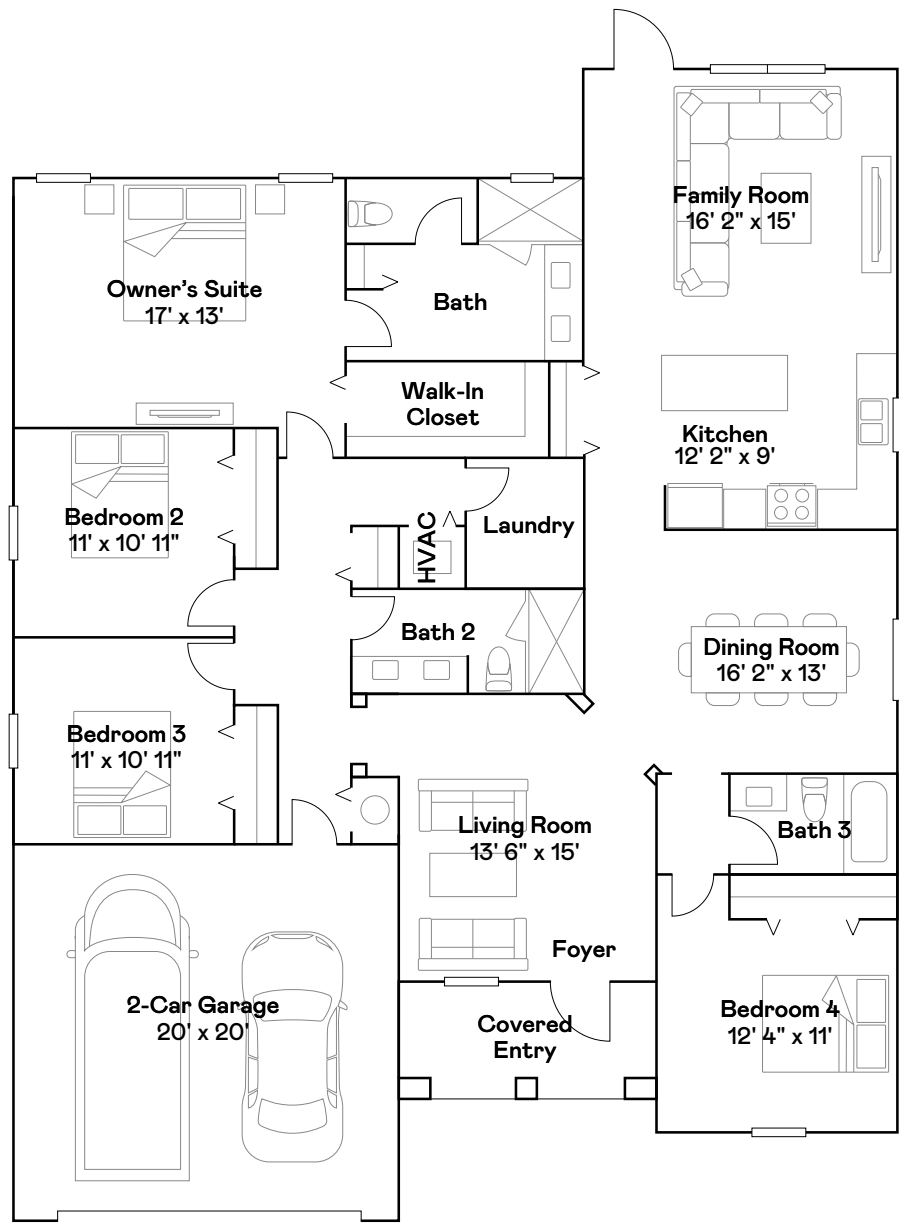 Family Room
16' 2" x 15'
Owner’s Suite
17' x 13'
Bath
Walk-In
Closet
Kitchen
12' 2" x 9'
Bedroom 2
11' x 10' 11"
HVAC
Laundry
Bath 2
Dining Room
16' 2" x 13'
Bedroom 3
11' x 10' 11"
Living Room
13' 6" x 15'
Bath 3
Foyer
2-Car Garage
20' x 20'
Covered
Entry
Bedroom 4
12' 4" x 11'